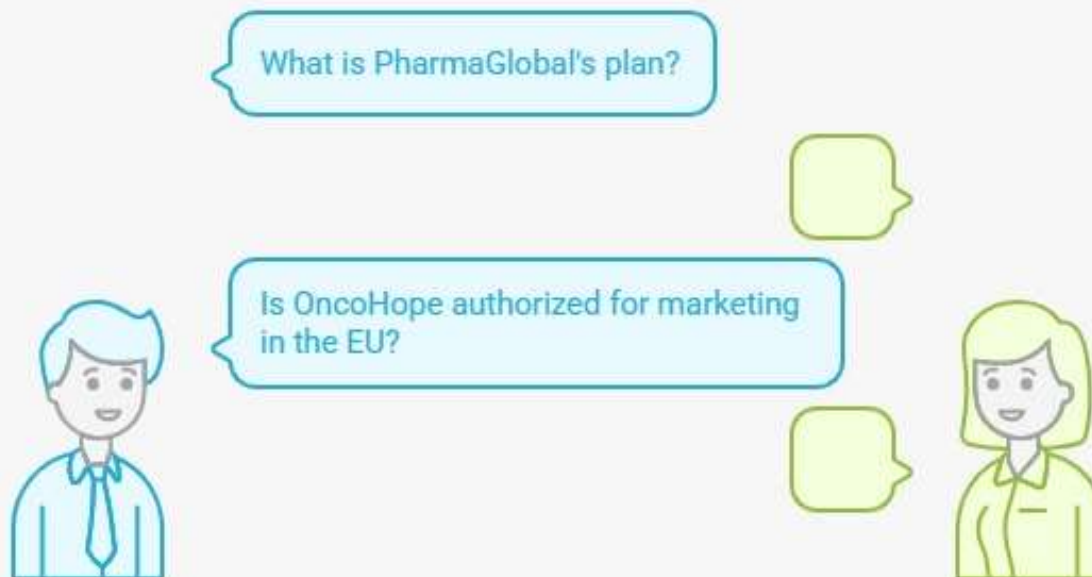 What is PharmaGlobal's plan?
Is OncoHope authorized for marketing
in the EU?